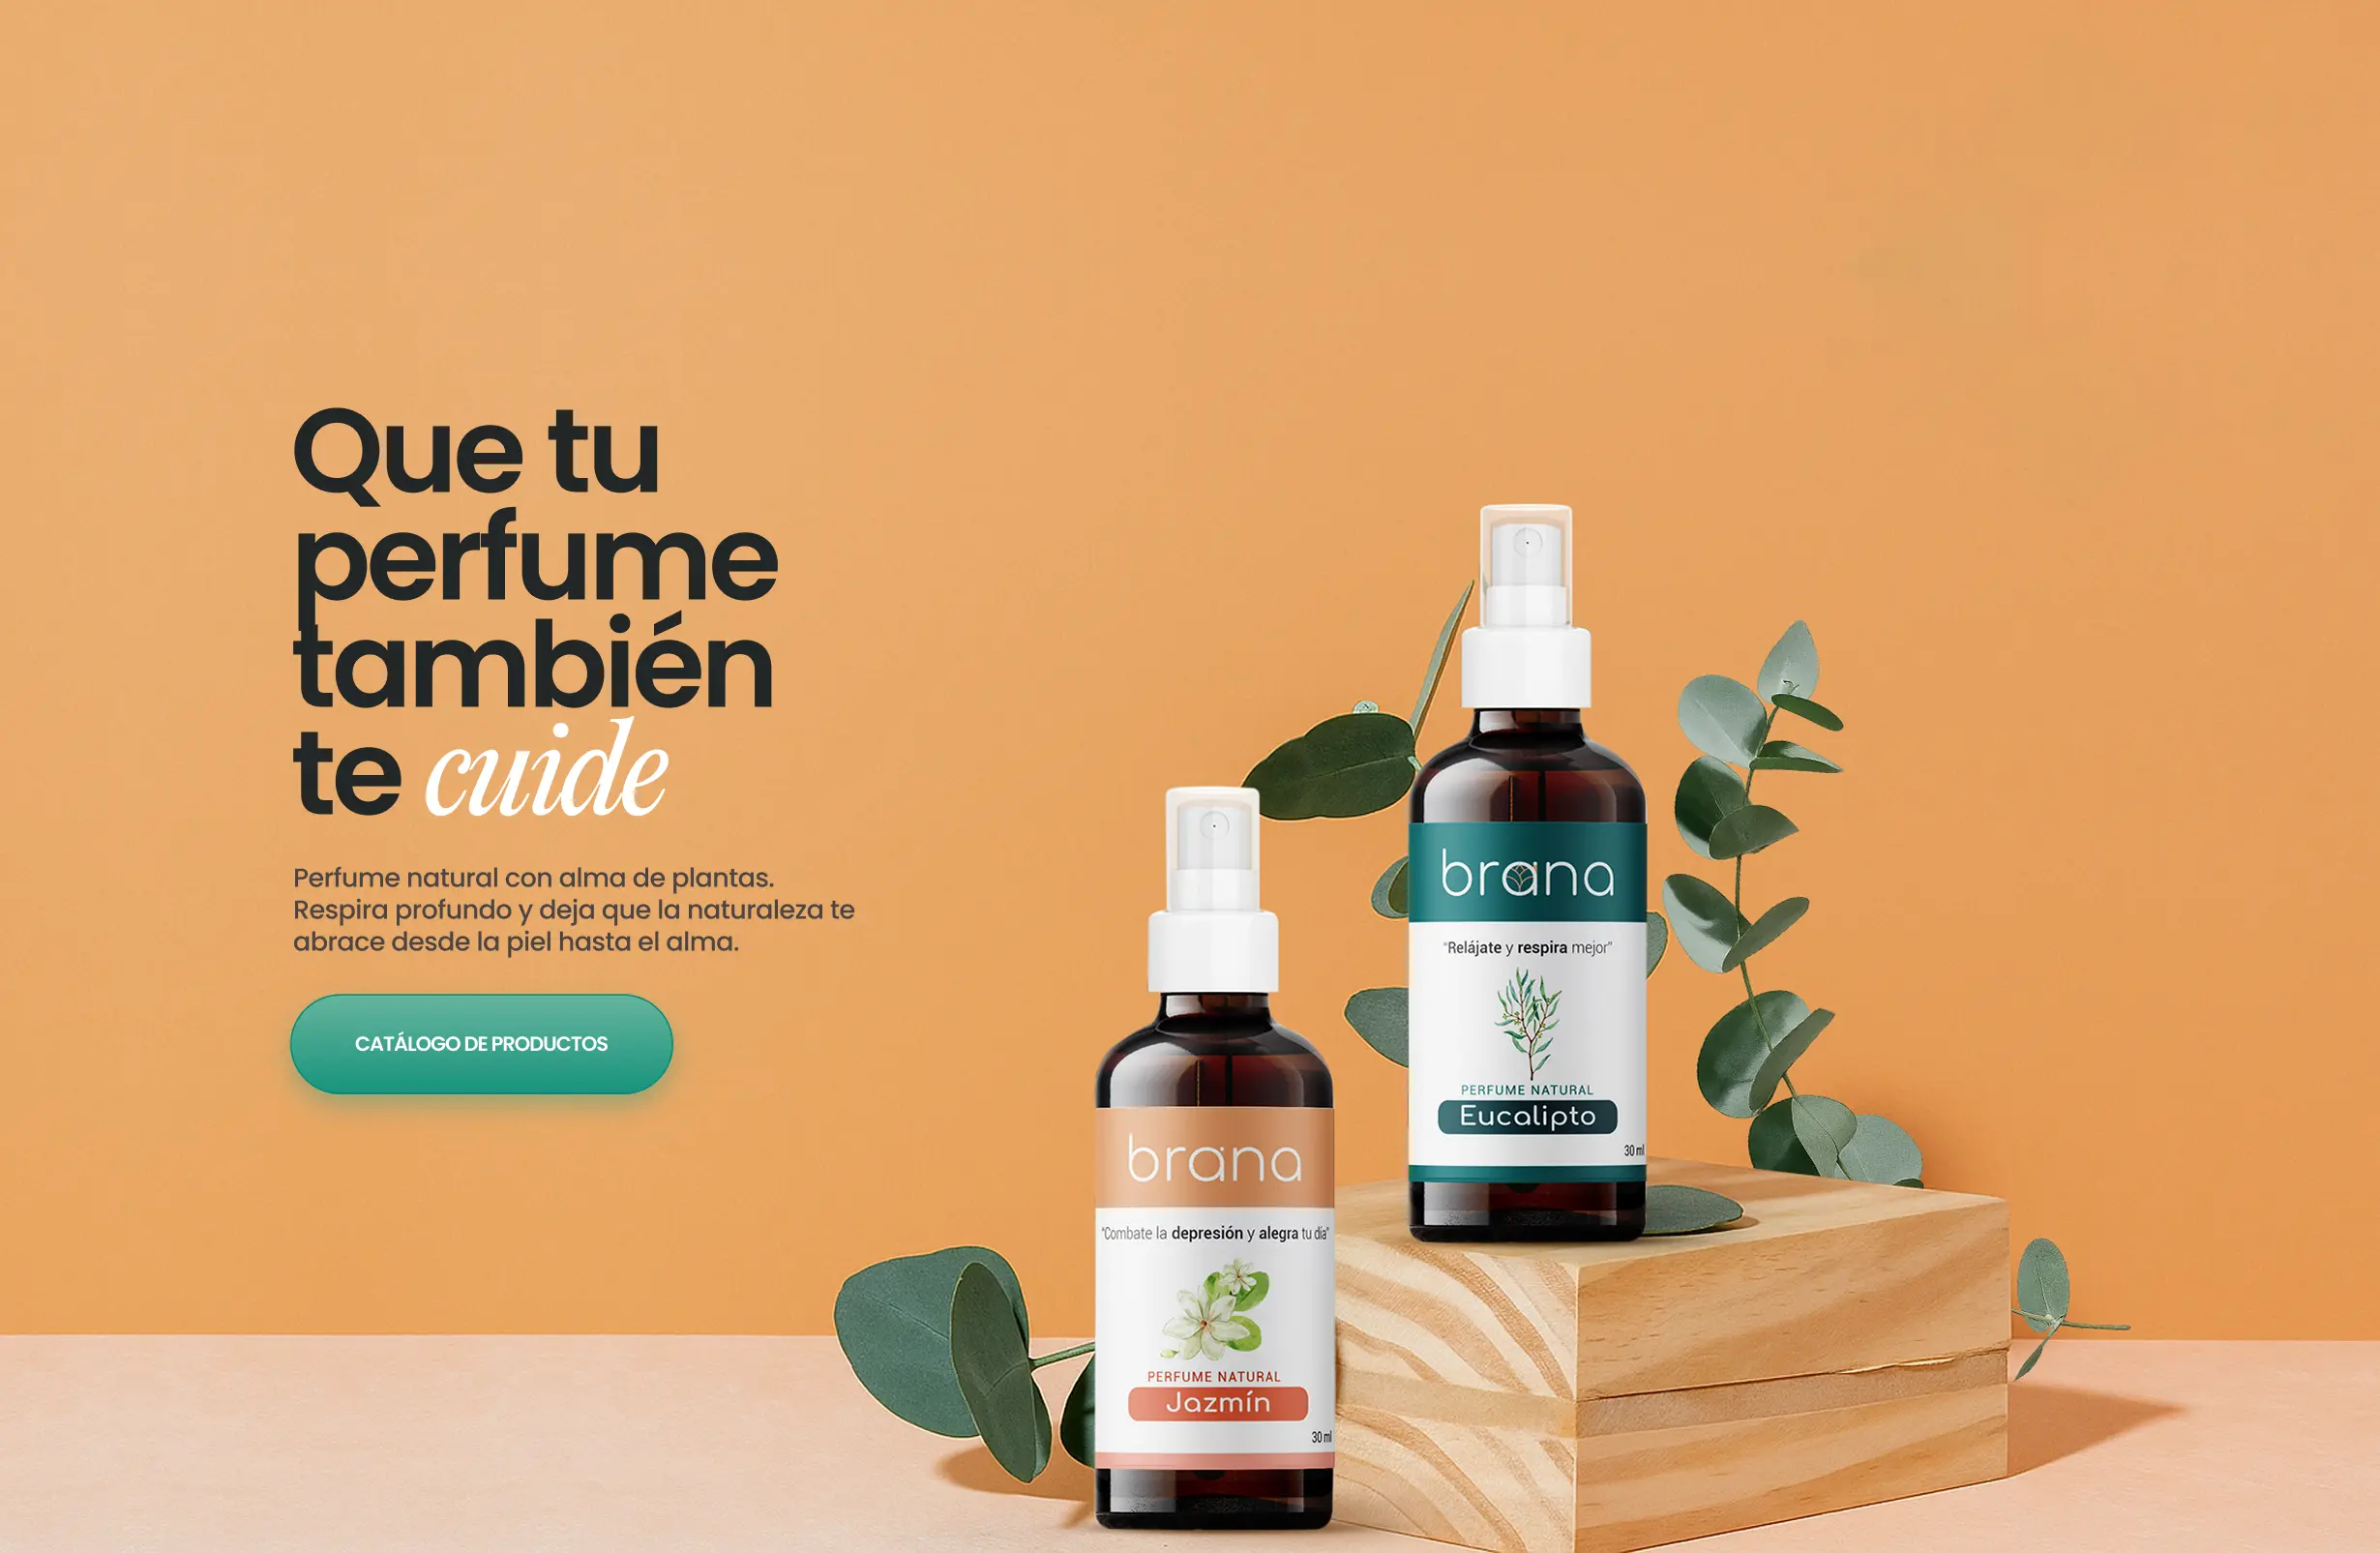 Que tu
perfume
también
te cuide
Perfume natural con alma de plantas.
Respira profundo y deja que la naturaleza te
abrace desde la piel hasta el alma.
CATÁLOGO DE PRODUCTOS
brana
"Combate la depresión y alegra tu día"
PERFUME NATURAL
Jazmín
30 ml
brana
"Relájate y respira mejor"
PERFUME NATURAL
Eucalipto
30 ml